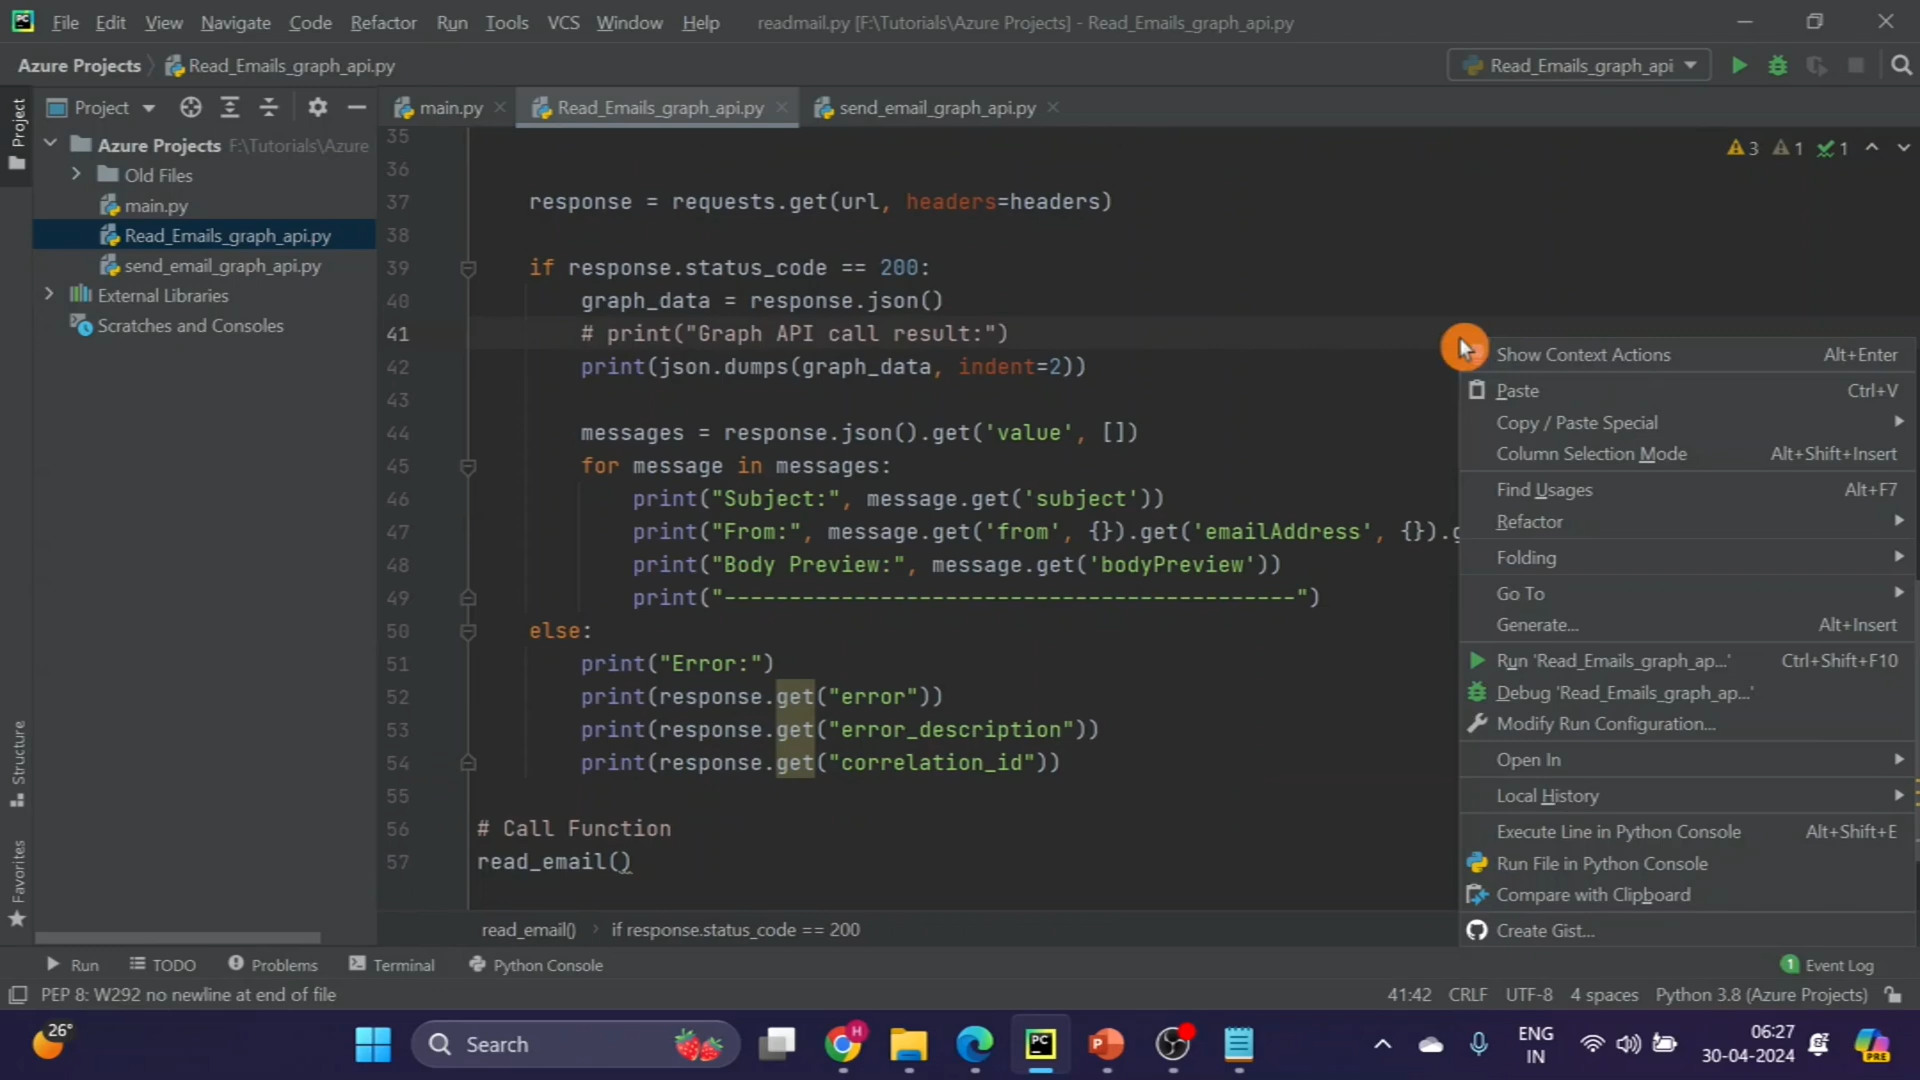 File Edit View Navigate Code Refactor Run Tools VCS Window Help readmail.py [F:\Tutorials\Azure Projects] - Read_Emails_graph_api.py
Azure Projects Read_Emails_graph_api.py Read_Emails_graph_api
Project main.py Read_Emails_graph_api.py send_email_graph_api.py
Project
Azure Projects F:\Tutorials\Azure
Old Files
main.py
Read_Emails_graph_api.py
send_email_graph_api.py
External Libraries
Scratches and Consoles
Structure
Favorites
3 1 1
35
36
37 response = requests.get(url, headers=headers)
38
39 if response.status_code == 200:
40 graph_data = response.json()
41 # print("Graph API call result:")
42 print(json.dumps(graph_data, indent=2))
43
44 messages = response.json().get('value', [])
45 for message in messages:
46 print("Subject:", message.get('subject'))
47 print("From:", message.get('from', {}).get('emailAddress', {}).g
48 print("Body Preview:", message.get('bodyPreview'))
49 print("--------------------------------------------")
50 else:
51 print("Error:")
52 print(response.get("error"))
53 print(response.get("error_description"))
54 print(response.get("correlation_id"))
55
56 # Call Function
57 read_email()
Show Context Actions Alt+Enter
Paste Ctrl+V
Copy / Paste Special
Column Selection Mode Alt+Shift+Insert
Find Usages Alt+F7
Refactor
Folding
Go To
Generate... Alt+Insert
Run 'Read_Emails_graph_ap...' Ctrl+Shift+F10
Debug 'Read_Emails_graph_ap...'
Modify Run Configuration...
Open In
Local History
Execute Line in Python Console Alt+Shift+E
Run File in Python Console
Compare with Clipboard
Create Gist...
read_email() if response.status_code == 200
Run TODO Problems Terminal Python Console 1 Event Log
PEP 8: W292 no newline at end of file 41:42 CRLF UTF-8 4 spaces Python 3.8 (Azure Projects)
26° Search H PC P ENG 06:27
IN 30-04-2024 PRE